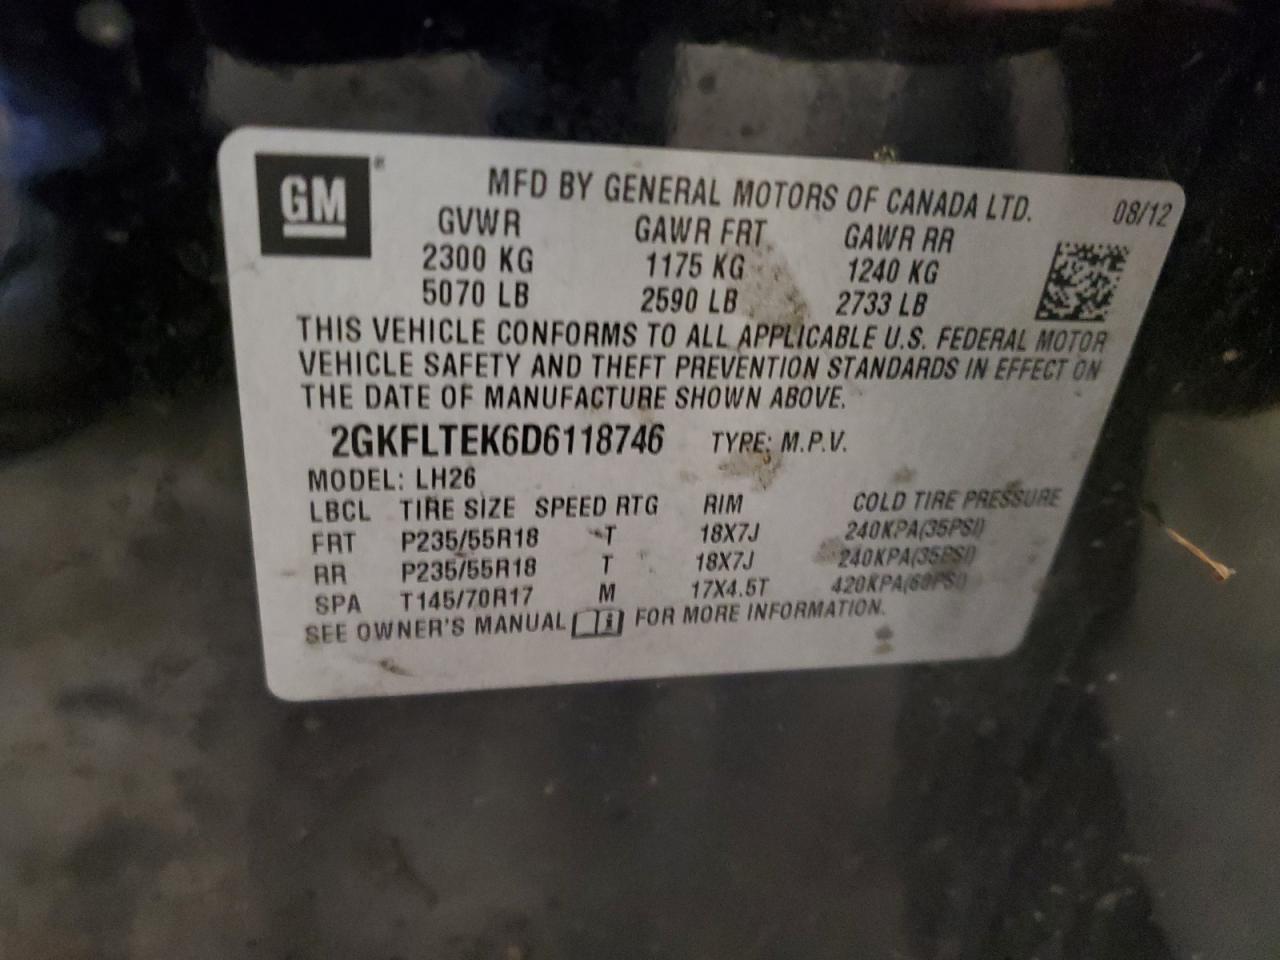 GM®
MFD BY GENERAL MOTORS OF CANADA LTD. 08/12
GVWR GAWR FRT GAWR RR
2300 KG 1175 KG 1240 KG
5070 LB 2590 LB 2733 LB
THIS VEHICLE CONFORMS TO ALL APPLICABLE U.S. FEDERAL MOTOR
VEHICLE SAFETY AND THEFT PREVENTION STANDARDS IN EFFECT ON
THE DATE OF MANUFACTURE SHOWN ABOVE.
2GKFLTEK6D6118746 TYPE: M.P.V.
MODEL: LH26
LBCL TIRE SIZE SPEED RTG RIM COLD TIRE PRESSURE
FRT P235/55R18 T 18X7J 240KPA(35PSI)
RR P235/55R18 T 18X7J 240KPA(35PSI)
SPA T145/70R17 M 17X4.5T 420KPA(60PSI)
SEE OWNER'S MANUAL FOR MORE INFORMATION.